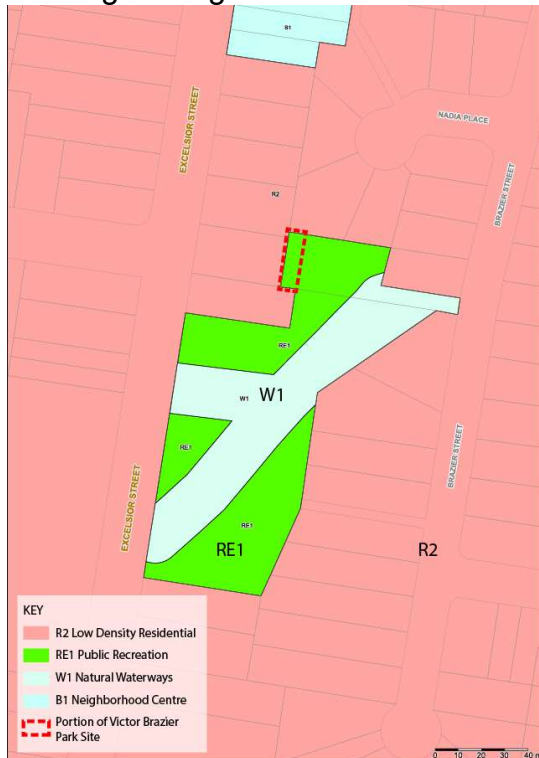 B1
NADIA PLACE
EXCELSIOR STREET
BRAZIER STREET
R2
RE1
W1
W1
RE1
BRAZIER STREET
EXCELSIOR STREET
RE1
RE1
R2
KEY
R2 Low Density Residential
RE1 Public Recreation
W1 Natural Waterways
B1 Neighborhood Centre
Portion of Victor Brazier
Park Site
0 10 20 30 40 m